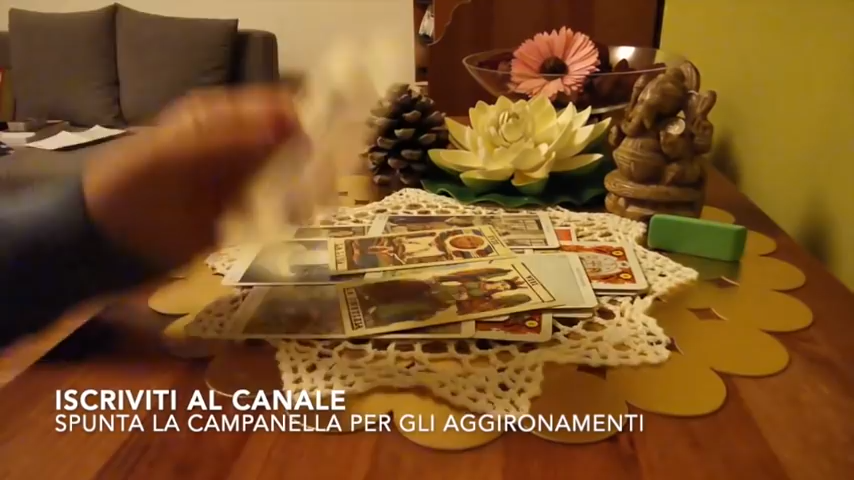 ISCRIVITI AL CANALE
SPUNTA LA CAMPANELLA PER GLI AGGIRONAMENTI